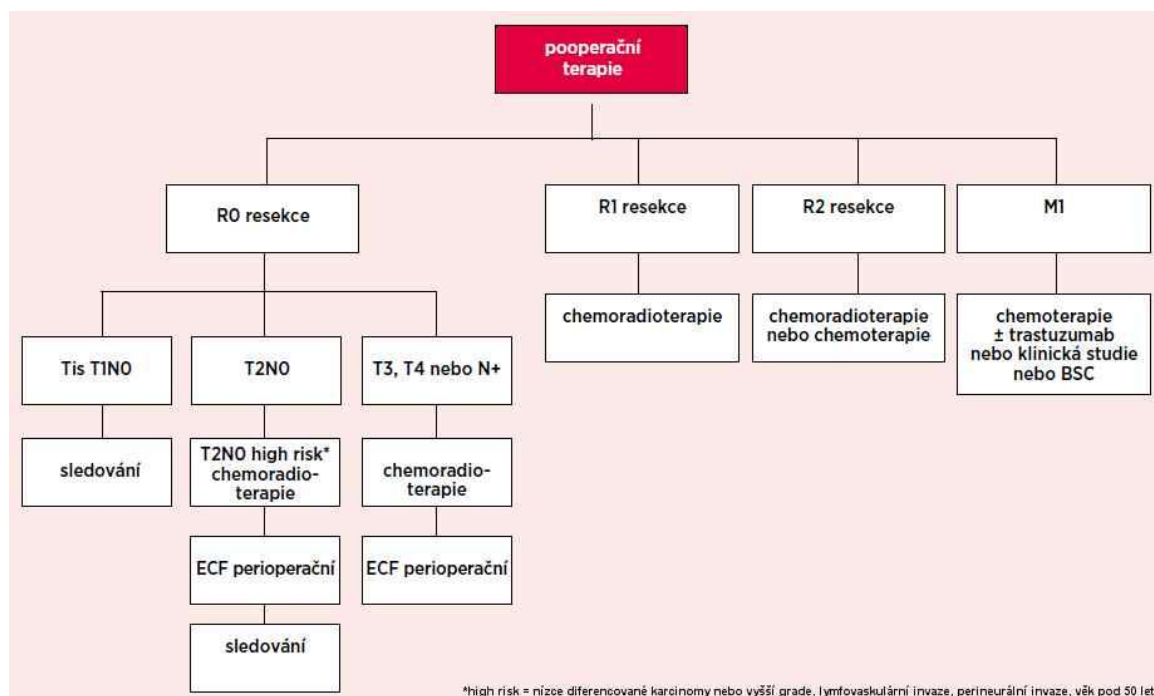 pooperační
terapie
R0 resekce
R1 resekce
R2 resekce
M1
chemoradioterapie
chemoradioterapie
nebo chemoterapie
chemoterapie
± trastuzumab
nebo klinická studie
nebo BSC
Tis T1N0
T2N0
T3, T4 nebo N+
sledování
T2N0 high risk*
chemoradio-
terapie
chemoradio-
terapie
ECF perioperační
ECF perioperační
sledování
*high risk = nízce diferencované karcinomy nebo vyšší grade, lymfovaskulární invaze, perineurální invaze, věk pod 50 let